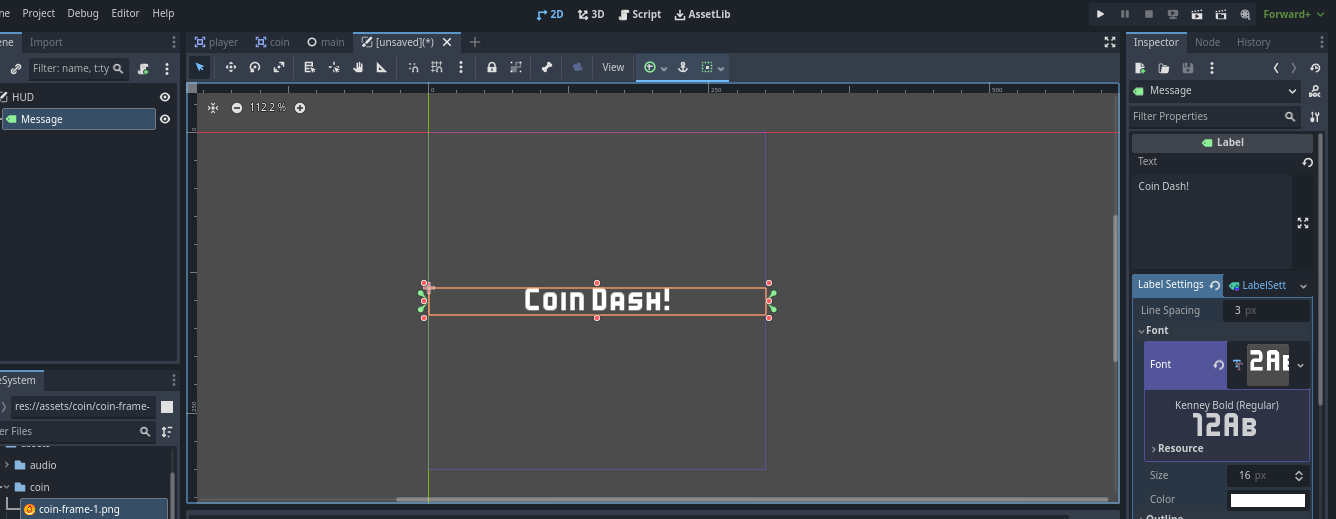 ne Project Debug Editor Help 2D 3D Script AssetLib Forward+
ene Import player coin main [unsaved](*) Inspector Node History
Filter: name, t:ty View
HUD Message
Message 112.2 % 0 250 500 Filter Properties
Label
Text
Coin Dash!
Coin Dash!
Label Settings LabelSett
Line Spacing 3 px
Font
Font 2AB
eSystem
res://assets/coin/coin-frame- Kenney Bold (Regular)
er Files 250 12AB
assets
audio Resource
coin Size 16 px
coin-frame-1.png Color
Outline